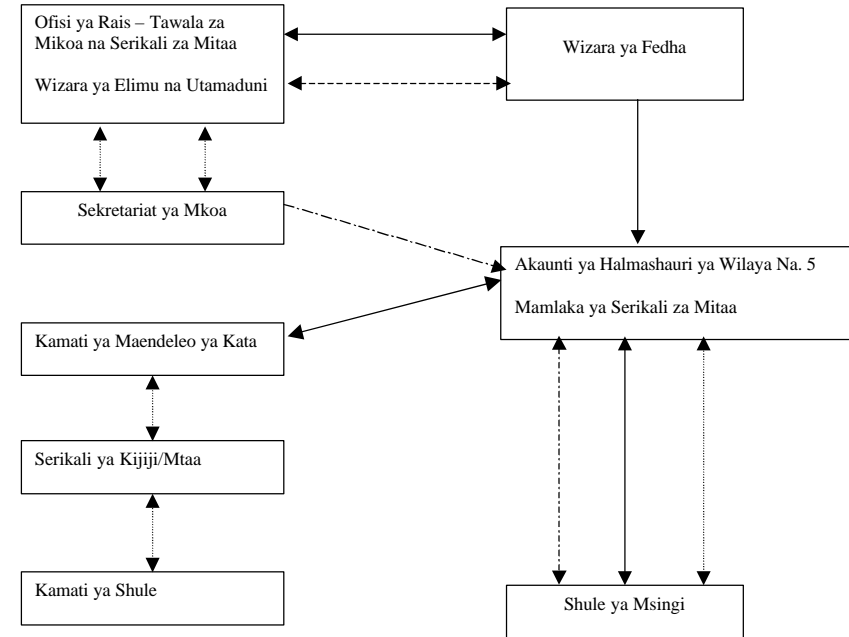 Ofisi ya Rais – Tawala za
Mikoa na Serikali za Mitaa
Wizara ya Elimu na Utamaduni
Wizara ya Fedha
Sekretariat ya Mkoa
Akaunti ya Halmashauri ya Wilaya Na. 5
Mamlaka ya Serikali za Mitaa
Kamati ya Maendeleo ya Kata
Serikali ya Kijiji/Mtaa
Kamati ya Shule
Shule ya Msingi